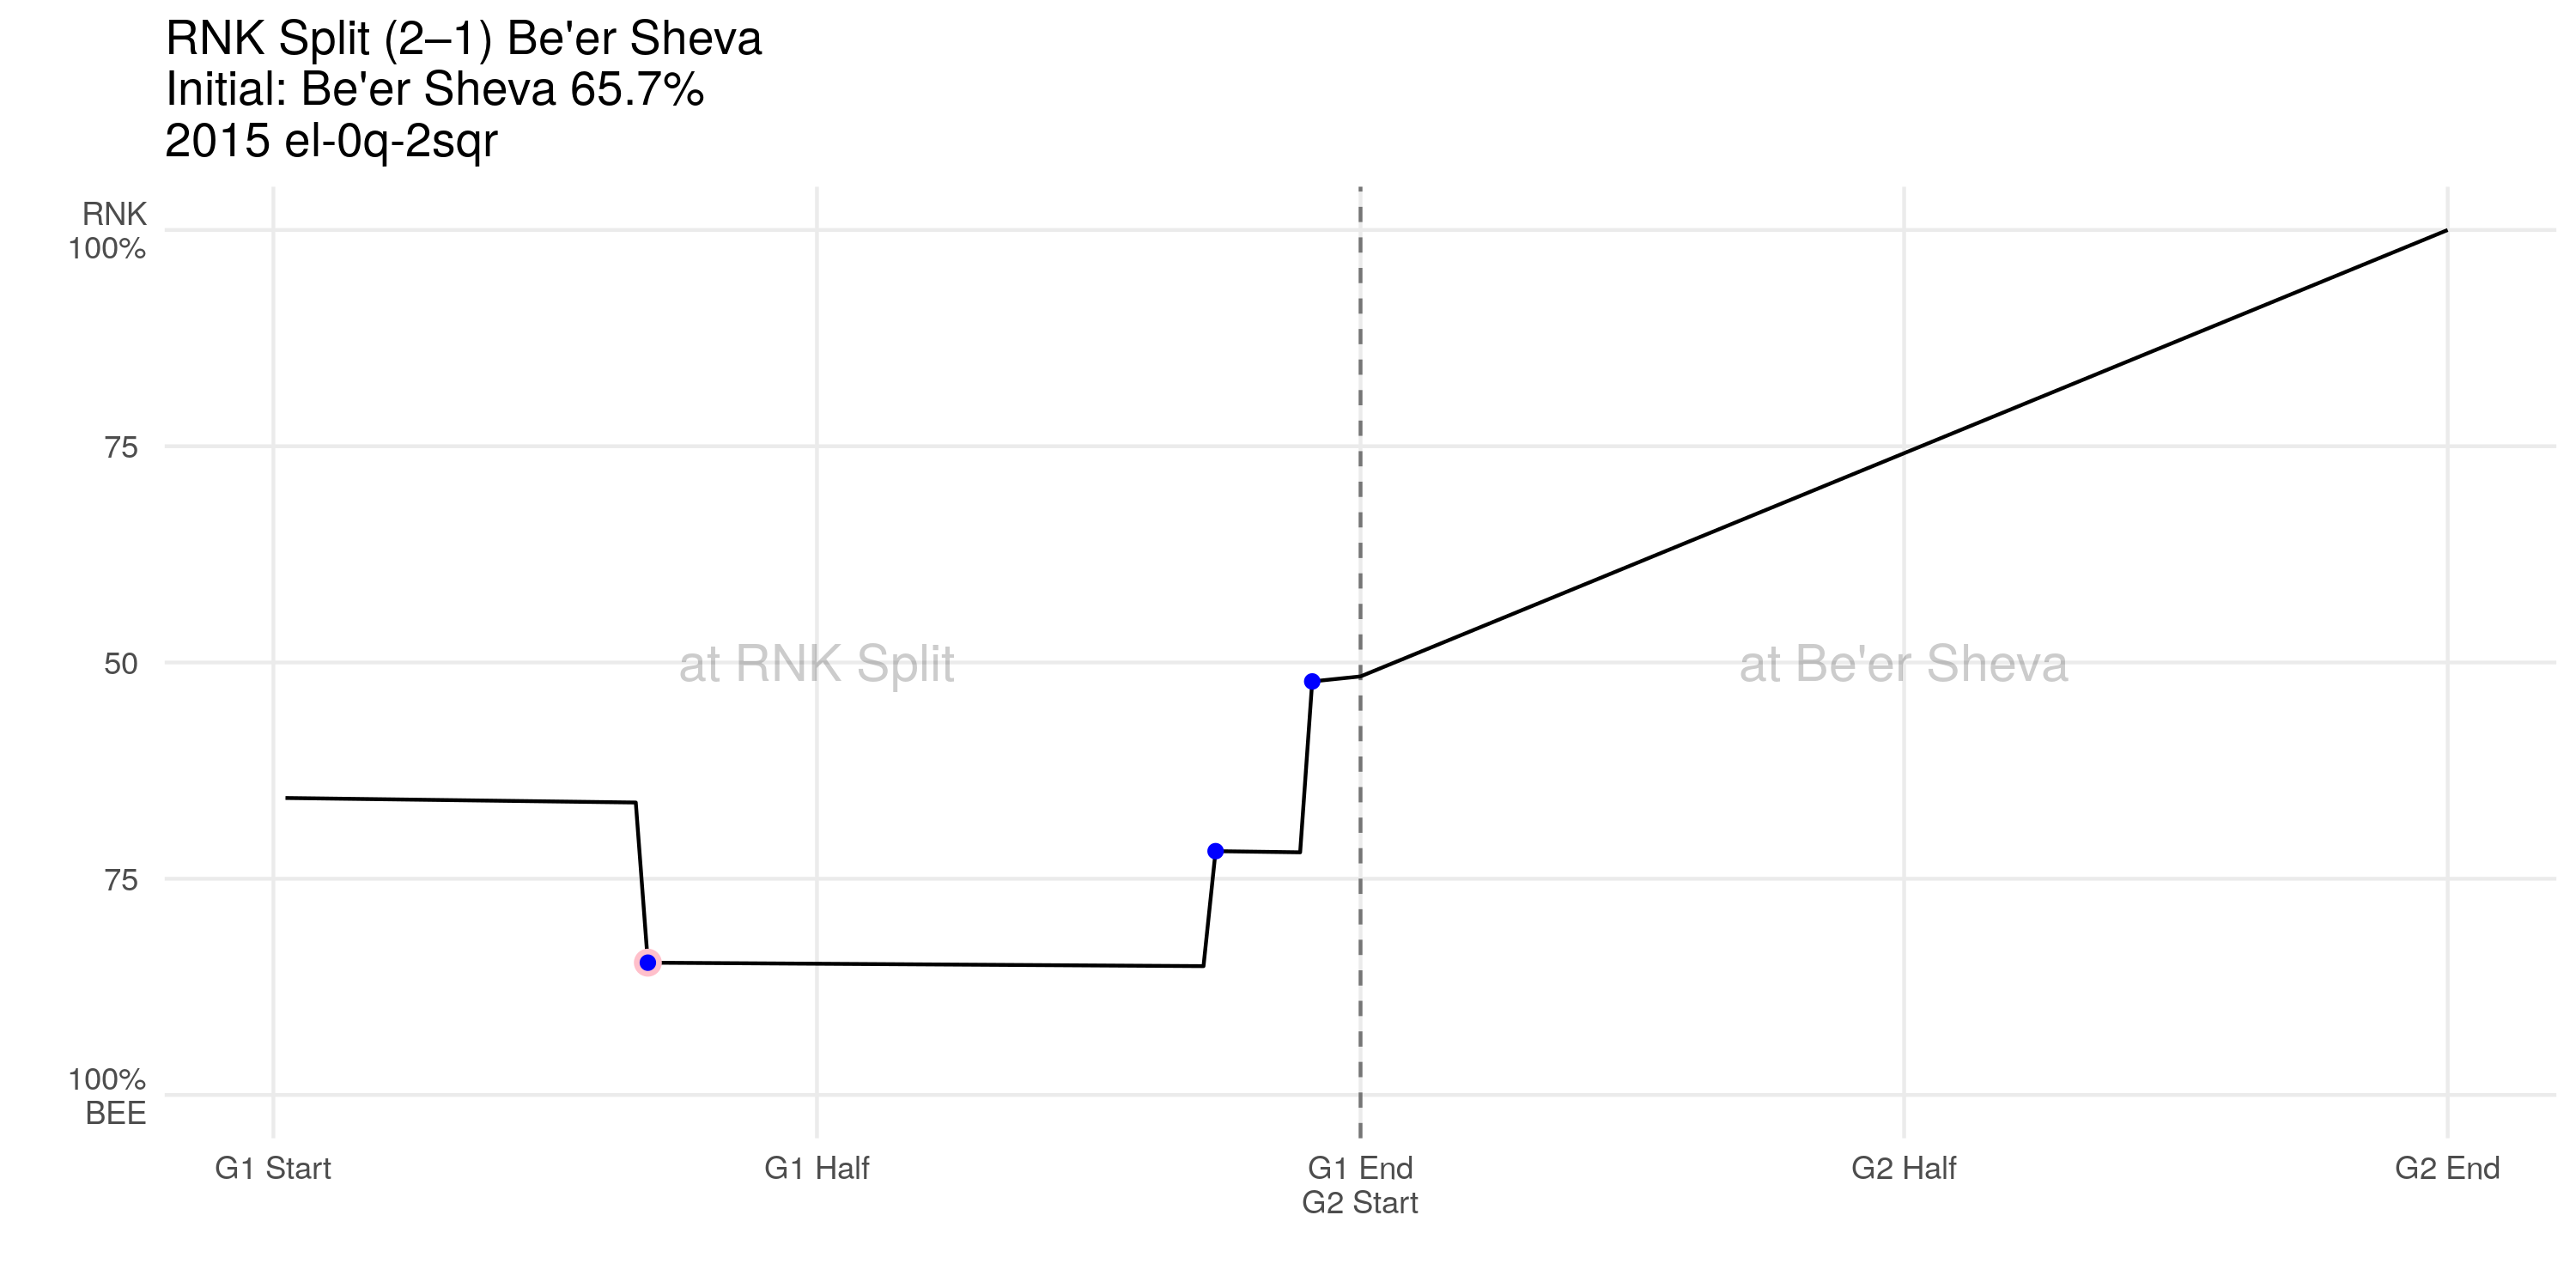 RNK Split (2–1) Be'er Sheva
Initial: Be'er Sheva 65.7%
2015 el-0q-2sqr
RNK
100%
75
50
75
100%
BEE
at RNK Split
at Be'er Sheva
G1 Start
G1 Half
G1 End
G2 Start
G2 Half
G2 End